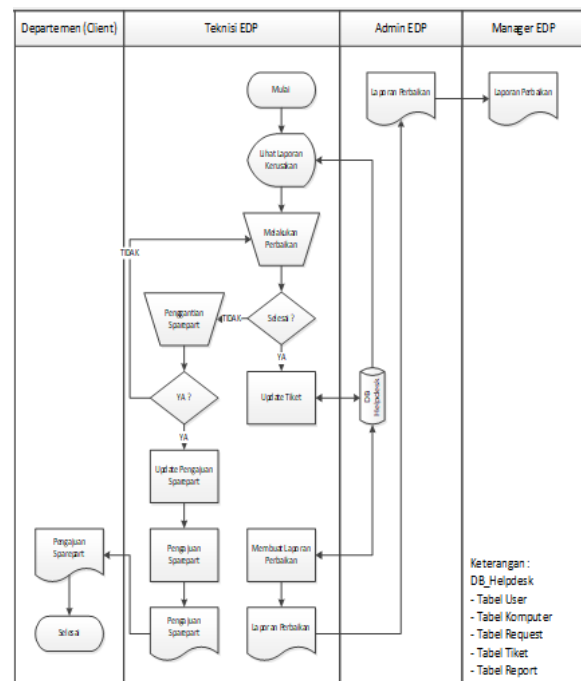 Departemen (Client)
Teknisi EDP
Admin EDP
Manager EDP
Mulai
Laporan Perbaikan
Laporan Perbaikan
Lihat Laporan
Kerusakan
Melakukan
Perbaikan
TIDAK
Penggantian
Sparepart
TIDAK
Selesai ?
YA
YA ?
Update Tiket
DB
Helpdesk
YA
Update Pengajuan
Sparepart
Pengajuan
Sparepart
Pengajuan
Sparepart
Membuat Laporan
Perbaikan
Selesai
Pengajuan
Sparepart
Laporan Perbaikan
Keterangan :
DB_Helpdesk
- Tabel User
- Tabel Komputer
- Tabel Request
- Tabel Tiket
- Tabel Report